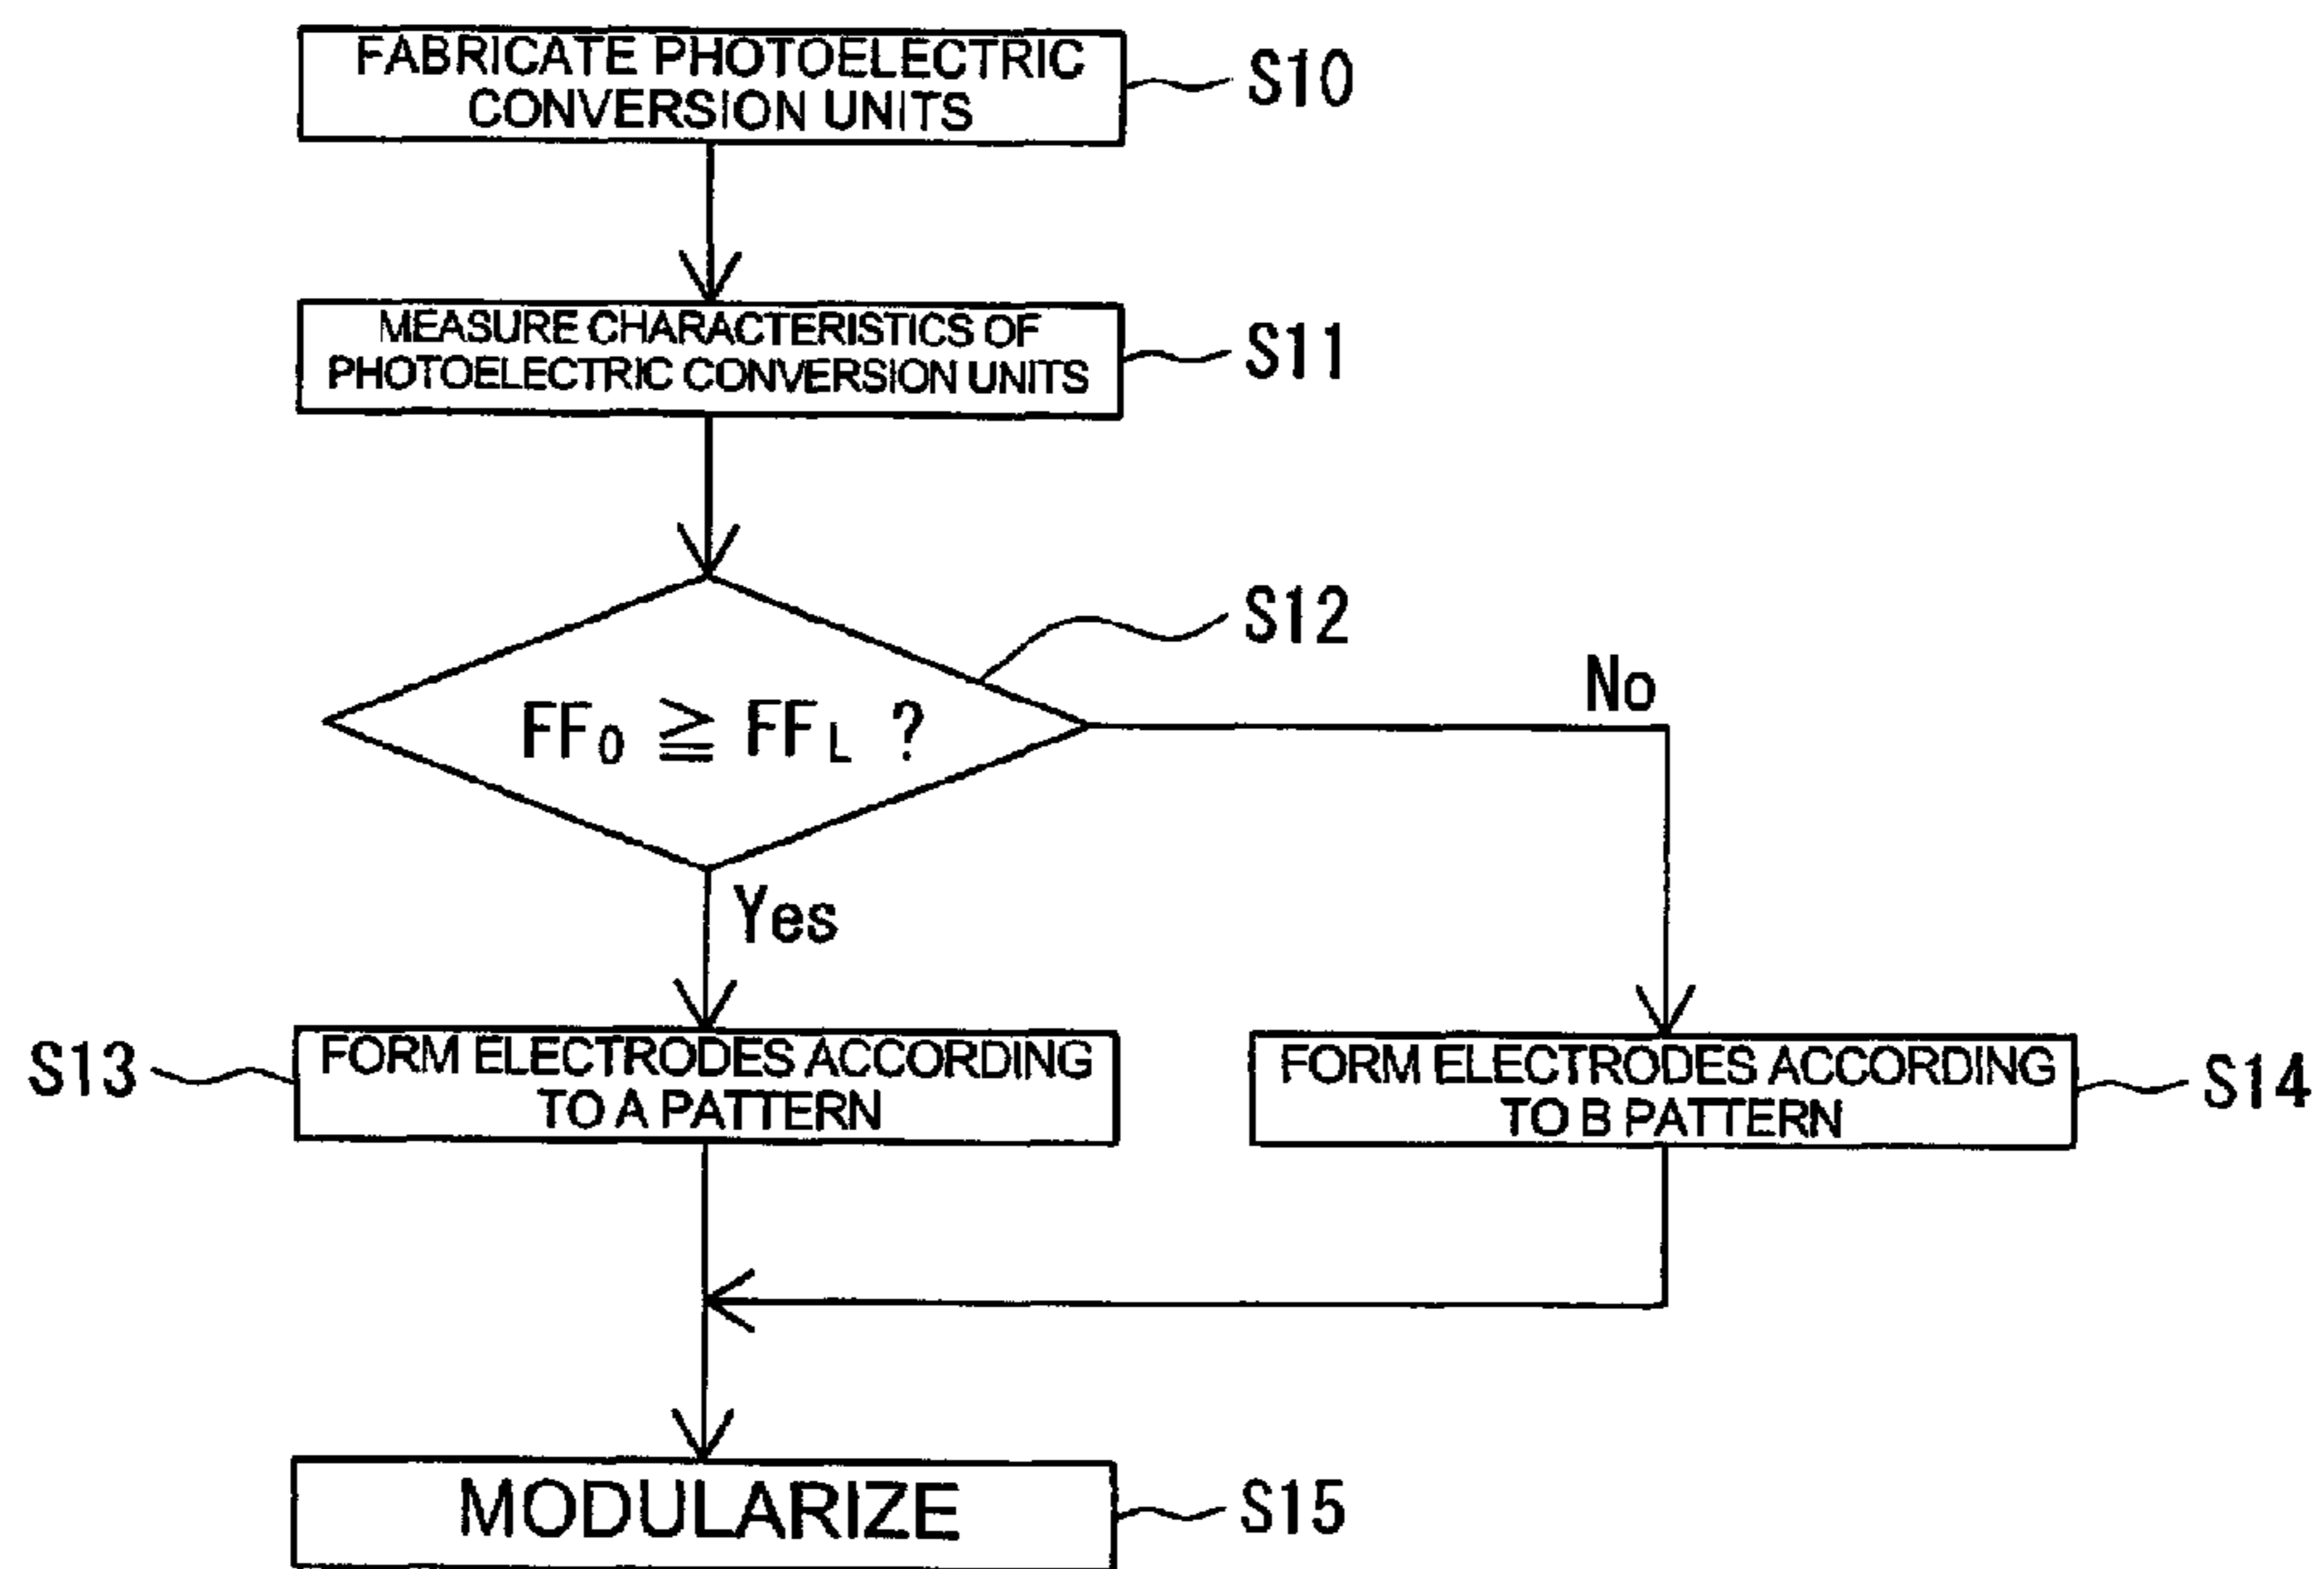 FABRICATE PHOTOELECTRIC
CONVERSION UNITS
S10
MEASURE CHARACTERISTICS OF
PHOTOELECTRIC CONVERSION UNITS
S11
S12
FF₀ ≧ FFL ?
No
Yes
S13
FORM ELECTRODES ACCORDING
TO A PATTERN
FORM ELECTRODES ACCORDING
TO B PATTERN
S14
MODULARIZE
S15